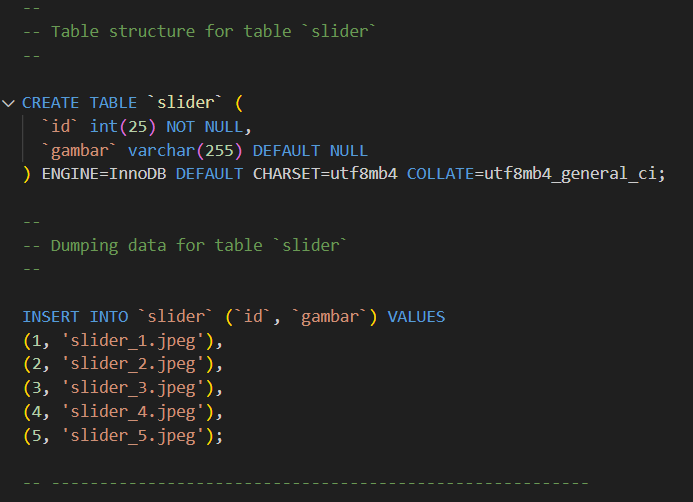 --
-- Table structure for table `slider`
--
CREATE TABLE `slider` (
`id` int(25) NOT NULL,
`gambar` varchar(255) DEFAULT NULL
) ENGINE=InnoDB DEFAULT CHARSET=utf8mb4 COLLATE=utf8mb4_general_ci;
--
-- Dumping data for table `slider`
--
INSERT INTO `slider` (`id`, `gambar`) VALUES
(1, 'slider_1.jpeg'),
(2, 'slider_2.jpeg'),
(3, 'slider_3.jpeg'),
(4, 'slider_4.jpeg'),
(5, 'slider_5.jpeg');
-- --------------------------------------------------------